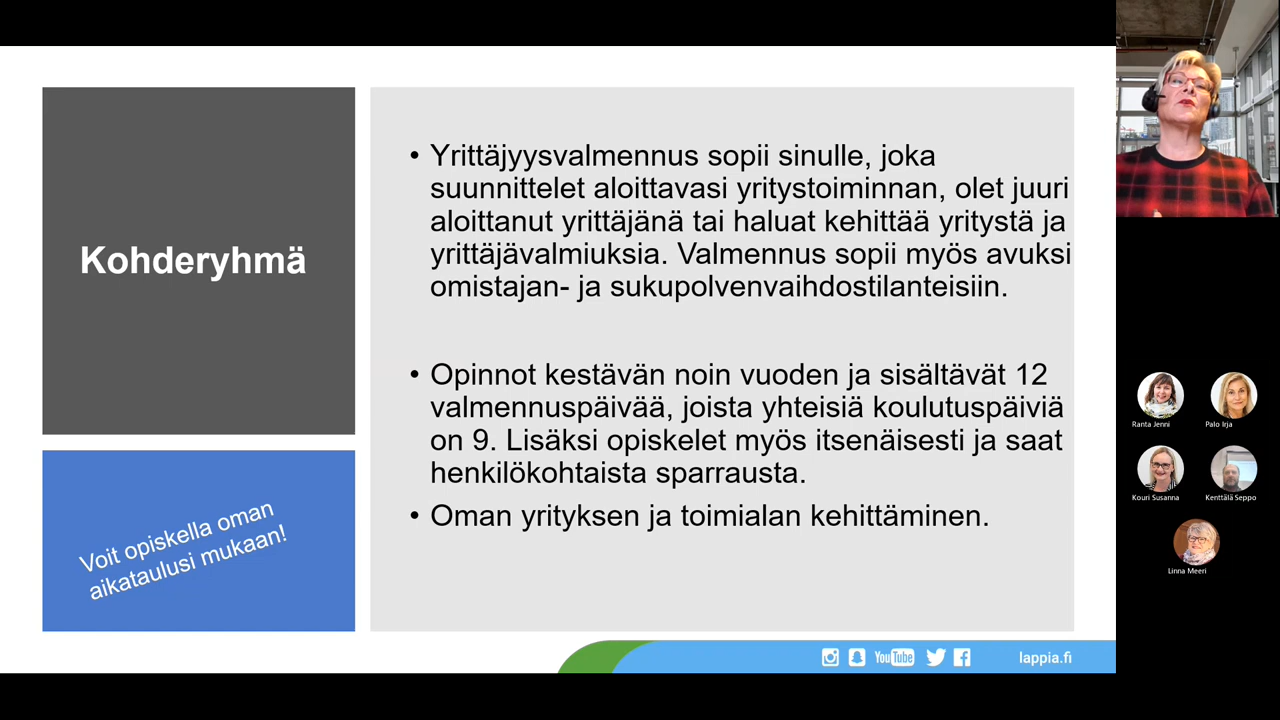 Kohderyhmä
Voit opiskella oman
aikataulusi mukaan!
• Yrittäjyysvalmennus sopii sinulle, joka
suunnittelet aloittavasi yritystoiminnan, olet juuri
aloittanut yrittäjänä tai haluat kehittää yritystä ja
yrittäjävalmiuksia. Valmennus sopii myös avuksi
omistajan- ja sukupolvenvaihdostilanteisiin.
• Opinnot kestävän noin vuoden ja sisältävät 12
valmennuspäivää, joista yhteisiä koulutuspäiviä
on 9. Lisäksi opiskelet myös itsenäisesti ja saat
henkilökohtaista sparrausta.
• Oman yrityksen ja toimialan kehittäminen.
YouTube
lappia.fi
Ranta Jenni
Palo Irja
Kouri Susanna
Kenttälä Seppo
Linna Meeri